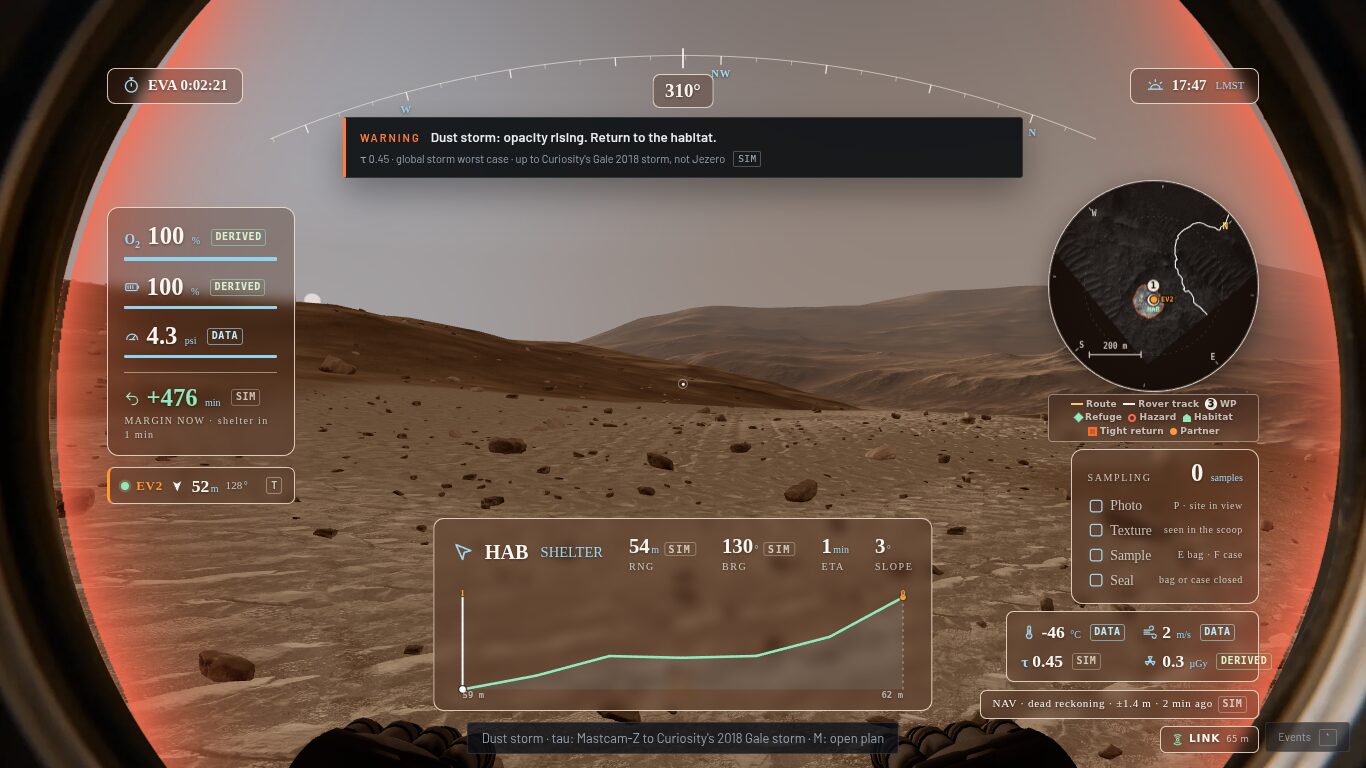 EVA 0:02:21
NW
310°
W
N
17:47 LMST
WARNING Dust storm: opacity rising. Return to the habitat.
τ 0.45 · global storm worst case · up to Curiosity's Gale 2018 storm, not Jezero SIM
O2 100 % DERIVED
100 % DERIVED
4.3 psi DATA
+476 min SIM
MARGIN NOW · shelter in
1 min
EV2 52 m 128° T
W
N
1
EV2
HAB
S
200 m
E
Route Rover track 3 WP
Refuge Hazard Habitat
Tight return Partner
SAMPLING 0 samples
Photo P · site in view
Texture seen in the scoop
Sample E bag · F case
Seal bag or case closed
HAB SHELTER 54 m SIM 130° SIM 1 min 3°
RNG BRG ETA SLOPE
59 m 62 m
-46 °C DATA 2 m/s DATA
τ 0.45 SIM 0.3 µGy DERIVED
NAV · dead reckoning · ±1.4 m · 2 min ago SIM
LINK 65 m
Events
Dust storm · tau: Mastcam-Z to Curiosity's 2018 Gale storm · M: open plan